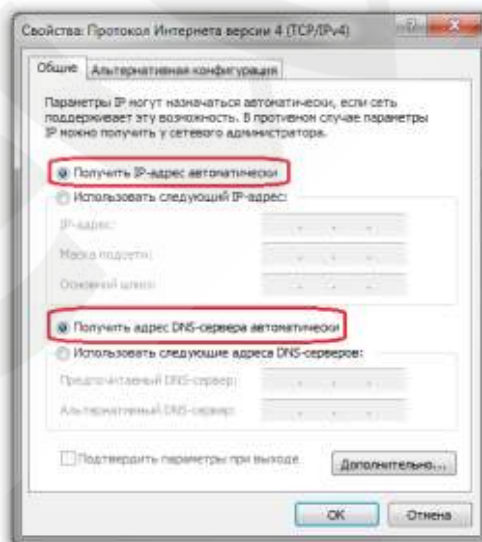 Свойства: Протокол Интернета версии 4 (TCP/IPv4)
Общие Альтернативная конфигурация
Параметры IP могут назначаться автоматически, если сеть
поддерживает эту возможность. В противном случае параметры
IP можно получить у сетевого администратора.
Получить IP-адрес автоматически
Использовать следующий IP-адрес:
IP-адрес:
Маска подсети:
Основной шлюз:
Получить адрес DNS-сервера автоматически
Использовать следующие адреса DNS-серверов:
Предпочитаемый DNS-сервер:
Альтернативный DNS-сервер:
Подтвердить параметры при выходе
Дополнительно...
ОК Отмена